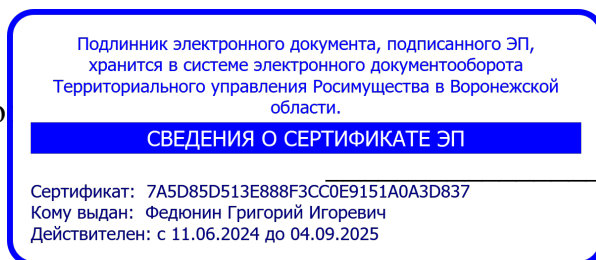 Подлинник электронного документа, подписанного ЭП,
хранится в системе электронного документооборота
Территориального управления Росимущества в Воронежской
области.
СВЕДЕНИЯ О СЕРТИФИКАТЕ ЭП
Сертификат: 7A5D85D513E888F3CC0E9151A0A3D837
Кому выдан: Федюнин Григорий Игоревич
Действителен: с 11.06.2024 до 04.09.2025